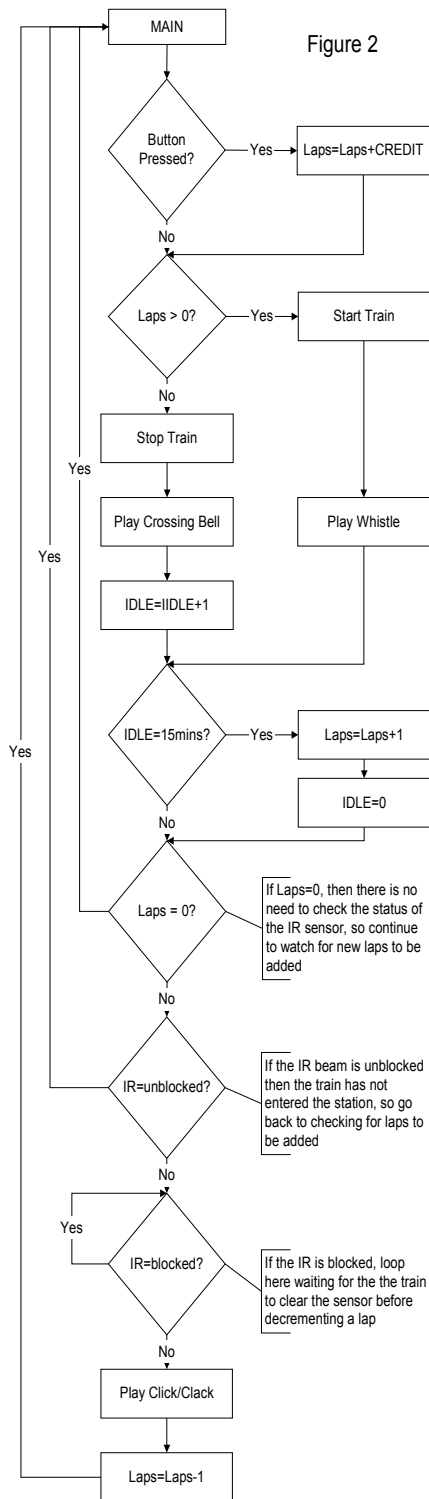 MAIN
Figure 2
Button
Pressed?
Yes
Laps=Laps+CREDIT
No
Laps > 0?
Yes
Start Train
No
Stop Train
Yes
Play Crossing Bell
Play Whistle
Yes
IDLE=IIDLE+1
Yes
IDLE=15mins?
Yes
Laps=Laps+1
No
IDLE=0
Laps = 0?
If Laps=0, then there is no
need to check the status of
the IR sensor, so continue
to watch for new laps to be
added
No
IR=unblocked?
If the IR beam is unblocked
then the train has not
entered the station, so go
back to checking for laps to
be added
No
Yes
IR=blocked?
If the IR is blocked, loop
here waiting for the the train
to clear the sensor before
decrementing a lap
No
Play Click/Clack
Laps=Laps-1